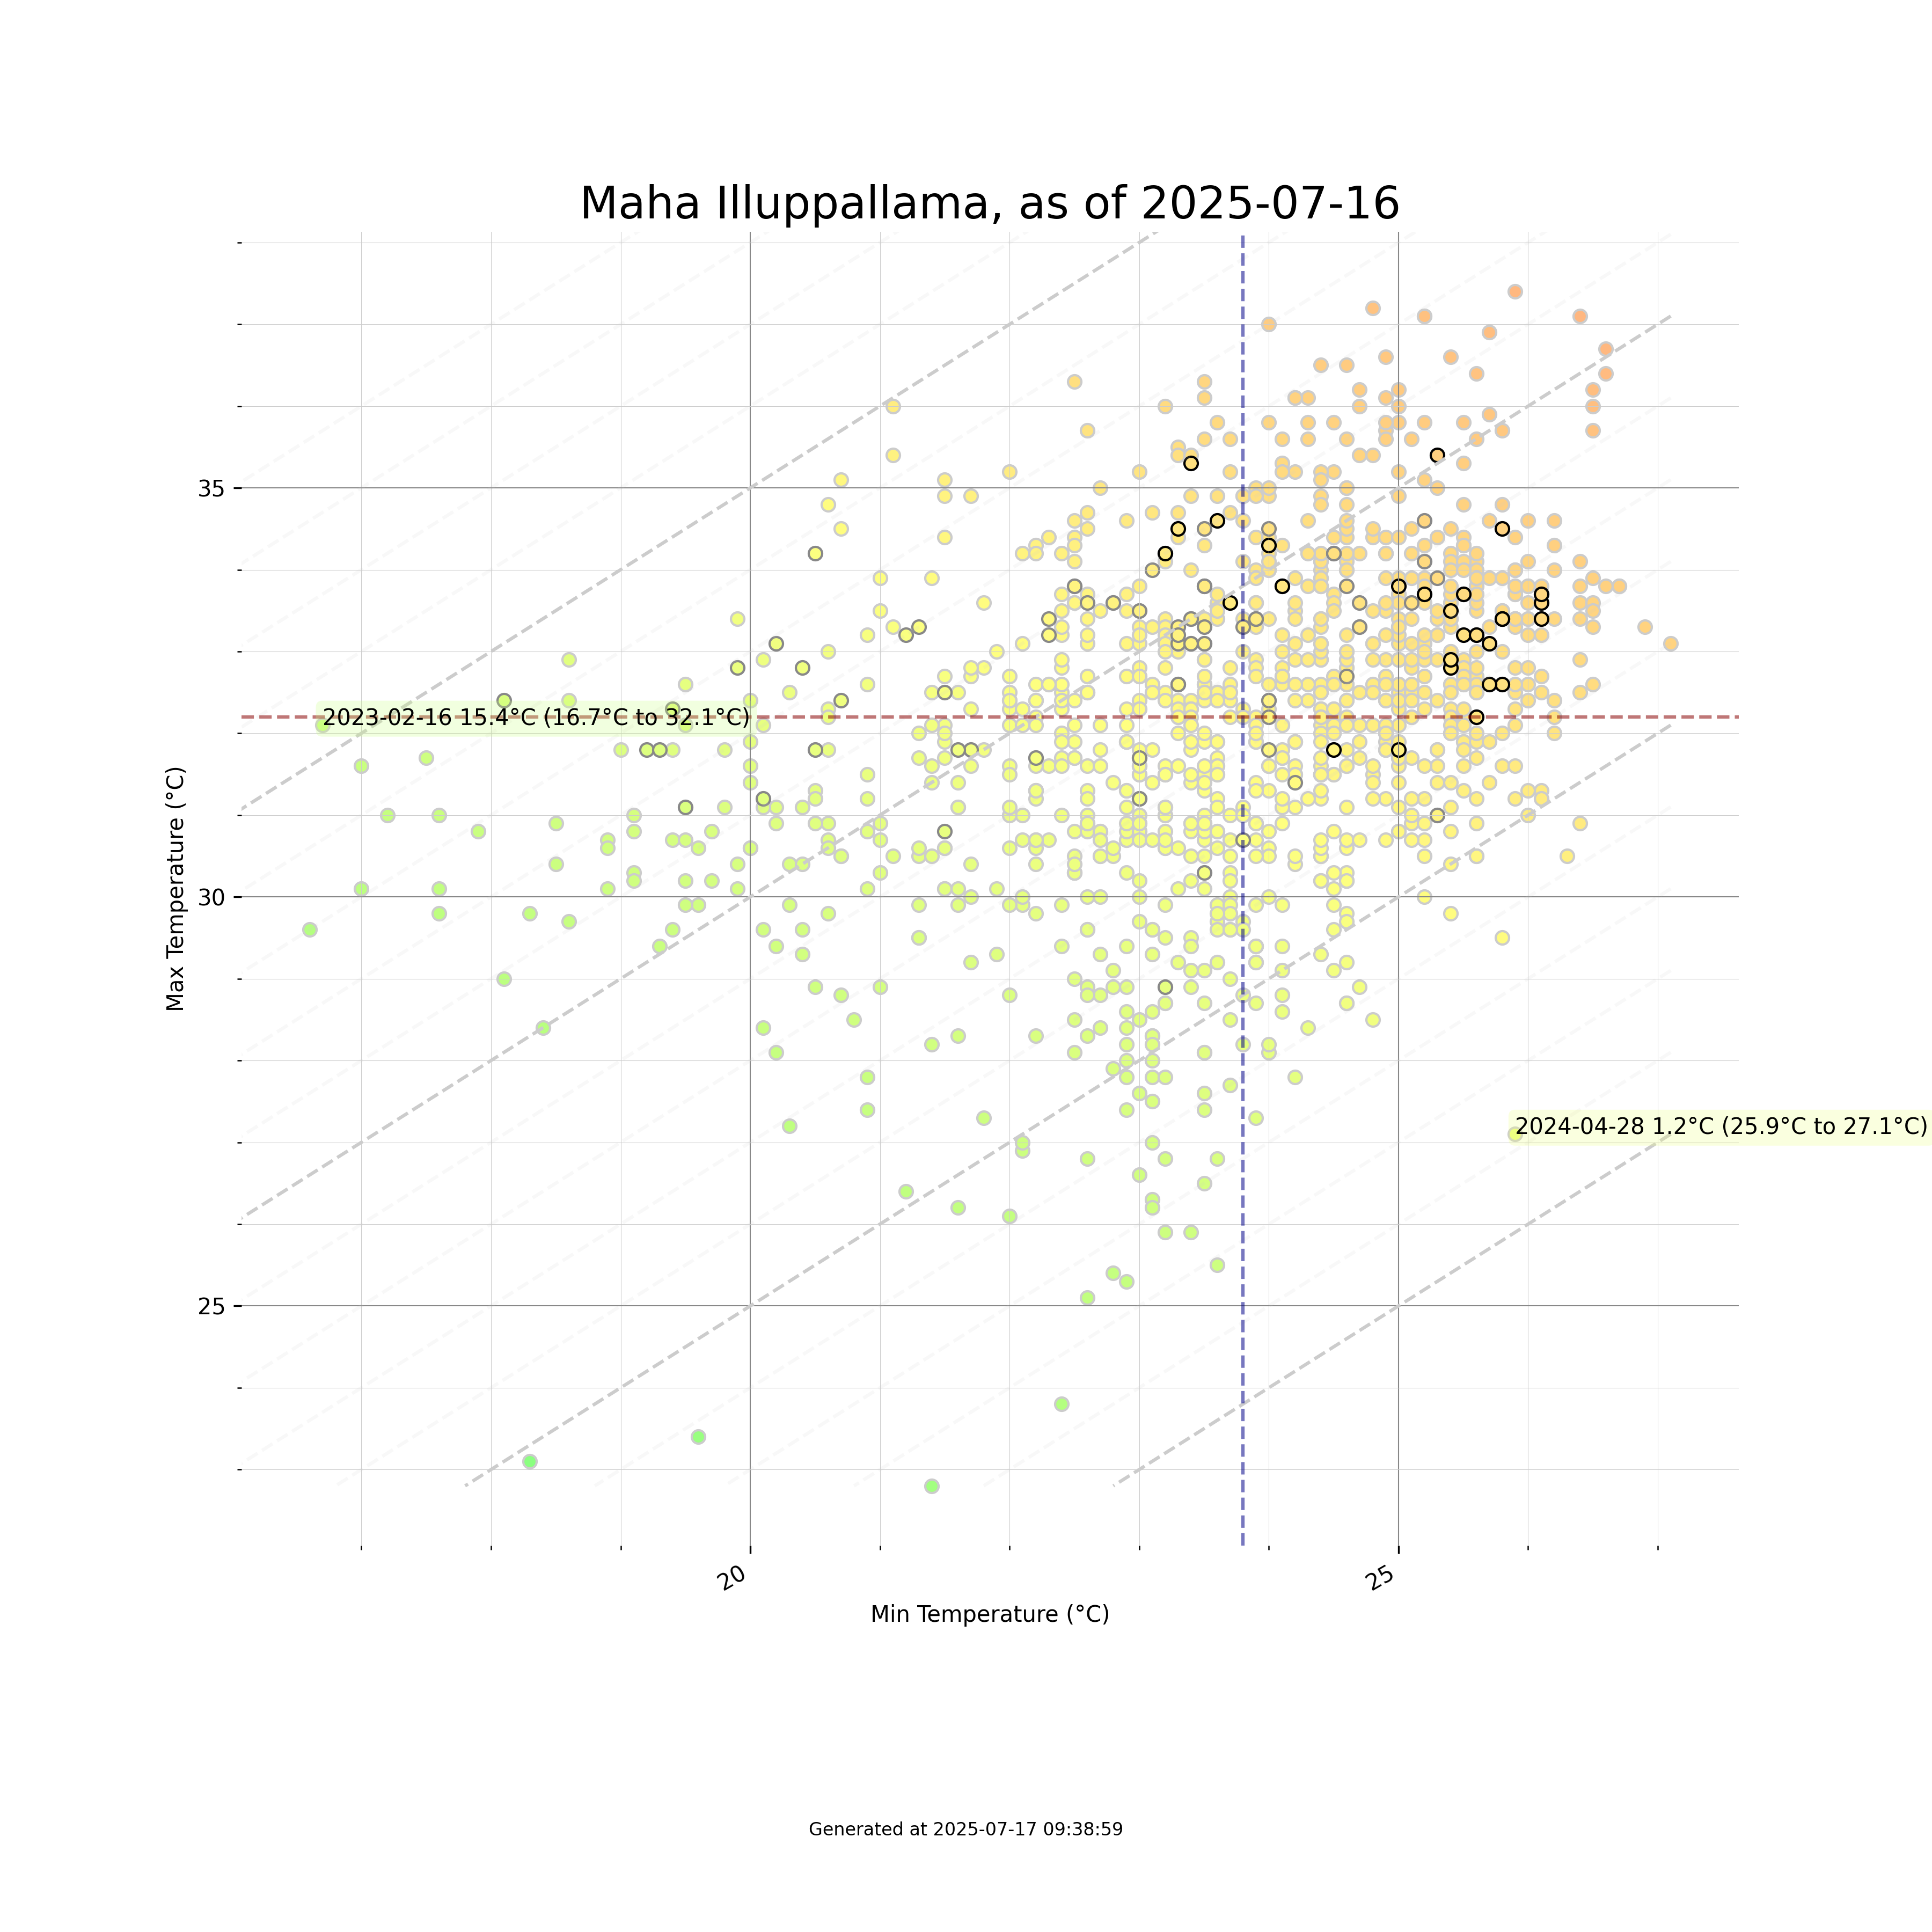 Maha Illuppallama, as of 2025-07-16
Max Temperature (°C)
35
30
25
2023-02-16 15.4°C (16.7°C to 32.1°C)
2024-04-28 1.2°C (25.9°C to 27.1°C)
20
25
Min Temperature (°C)
Generated at 2025-07-17 09:38:59